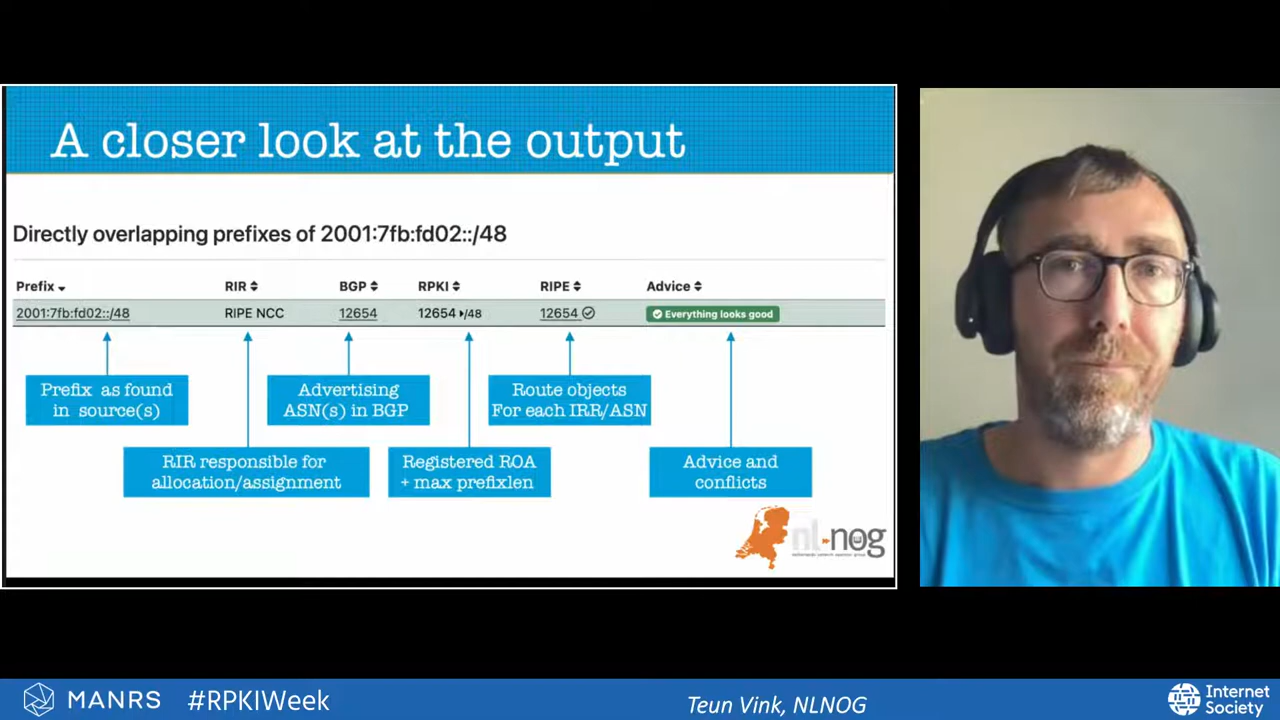 A closer look at the output
Directly overlapping prefixes of 2001:7fb:fd02::/48
Prefix RIR BGP RPKI RIPE Advice
2001:7fb:fd02::/48 RIPE NCC 12654 12654 /48 12654 Everything looks good
Prefix as found
in source(s)
Advertising
ASN(s) in BGP
Route objects
For each IRR/ASN
RIR responsible for
allocation/assignment
Registered ROA
+ max prefixlen
Advice and
conflicts
nl nog
MANRS #RPKIWeek
Teun Vink, NLNOG
Internet
Society